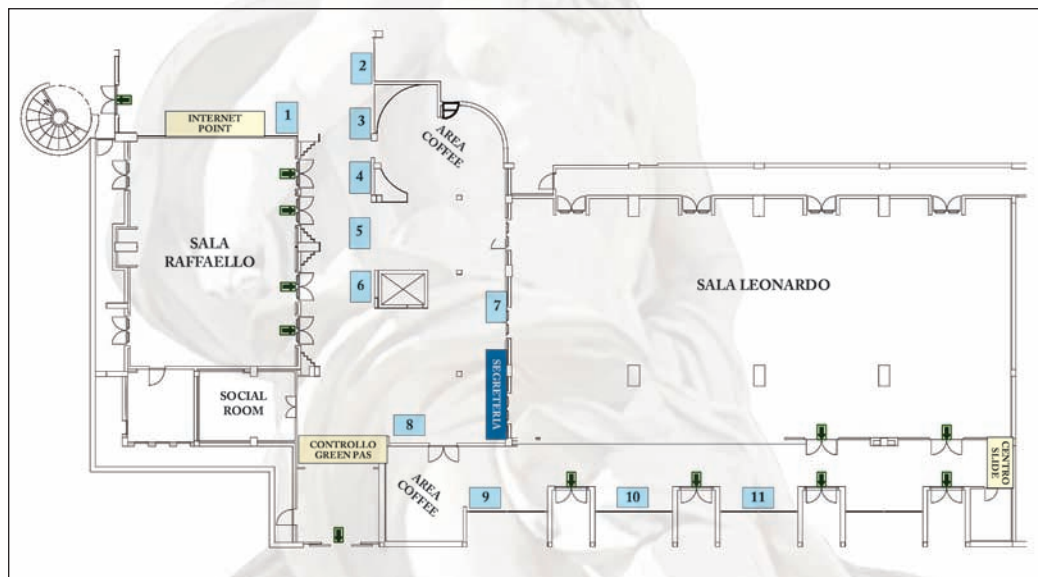 2
1
INTERNET
POINT
3
AREA
COFFEE
4
5
SALA
RAFFAELLO
6
7
SALA LEONARDO
SEGRETERIA
SOCIAL
ROOM
8
CONTROLLO
GREEN PAS
CENTRO
SLIDE
AREA
COFFEE
9
10
11